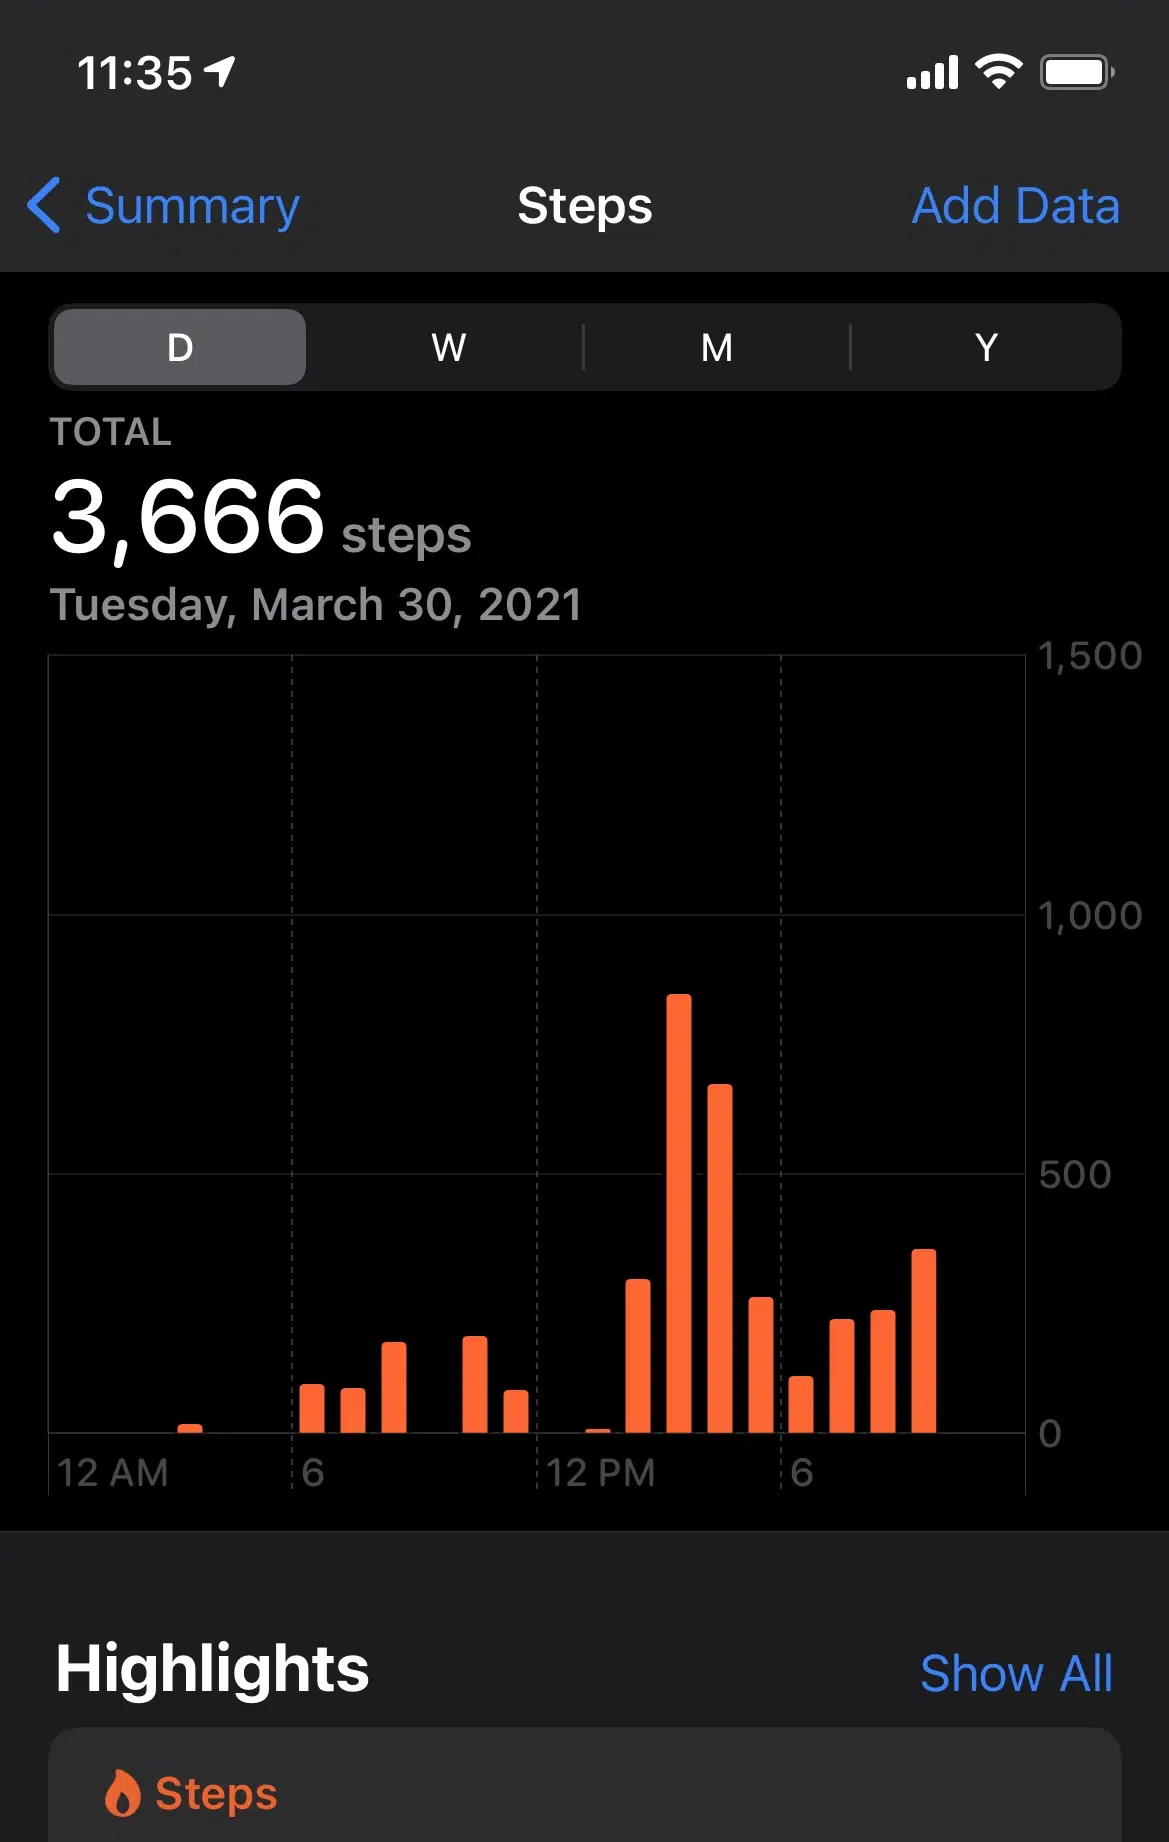 11:35
Summary Steps Add Data
D W M Y
TOTAL
3,666 steps
Tuesday, March 30, 2021
1,500
1,000
500
0
12 AM 6 12 PM 6
Highlights Show All
Steps